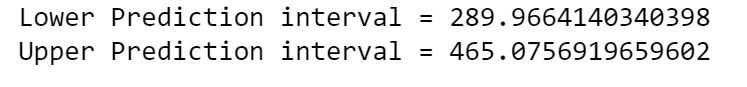 Lower Prediction interval = 289.9664140340398
Upper Prediction interval = 465.0756919659602